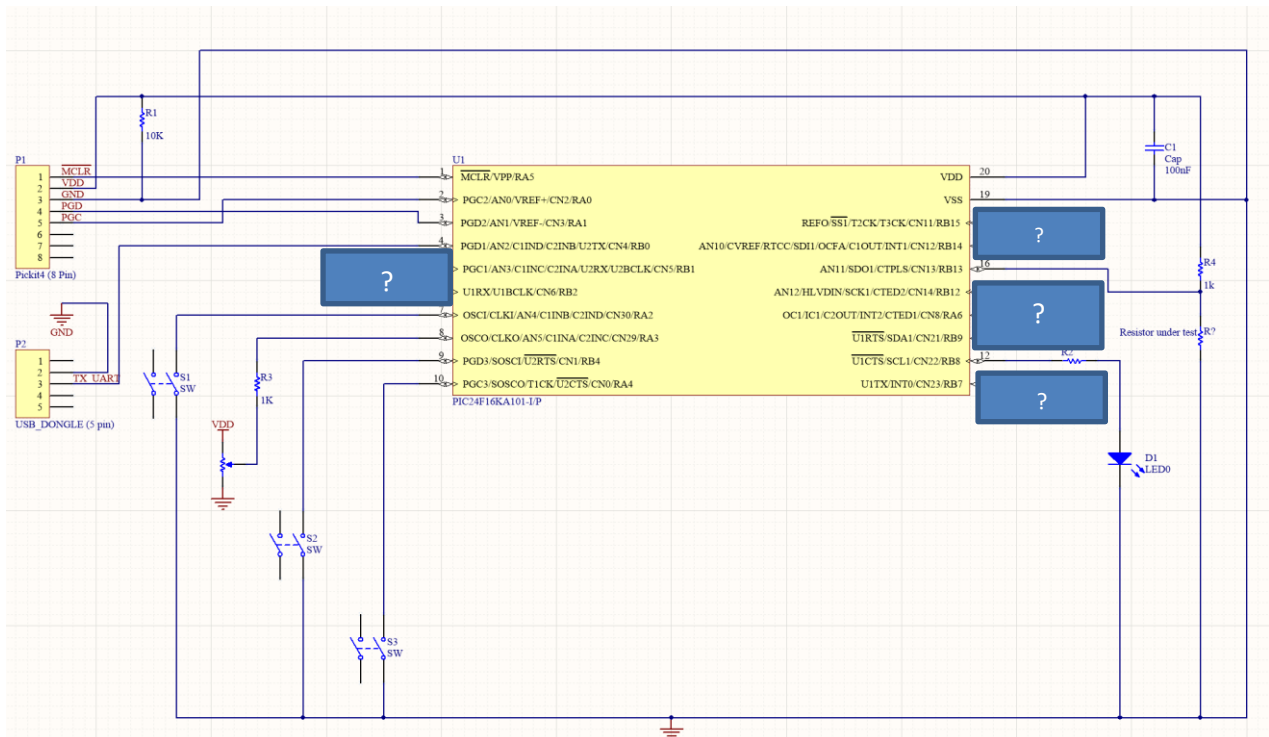 R1
10K
P1
1
MCLR
2
VDD
3
GND
4
PGD
5
PGC
6
7
8
Pickit4 (8 Pin)
GND
P2
1
2
3
TX_UART
4
5
USB_DONGLE (5 pin)
S1
SW
R3
1K
VDD
S2
SW
S3
SW
U1
1
MCLR/VPP/RA5
2
PGC2/AN0/VREF+/CN2/RA0
3
PGD2/AN1/VREF-/CN3/RA1
4
PGD1/AN2/C1IND/C2INB/U2TX/CN4/RB0
PGC1/AN3/C1INC/C2INA/U2RX/U2BCLK/CN5/RB1
U1RX/U1BCLK/CN6/RB2
7
OSCI/CLKI/AN4/C1INB/C2IND/CN30/RA2
8
OSCO/CLKO/AN5/C1INA/C2INC/CN29/RA3
9
PGD3/SOSCI/U2RTS/CN1/RB4
10
PGC3/SOSCO/T1CK/U2CTS/CN0/RA4
PIC24F16KA101-I/P
?
VDD
20
VSS
19
REFO/SS1/T2CK/T3CK/CN11/RB15
AN10/CVREF/RTCC/SDI1/OCFA/C1OUT/INT1/CN12/RB14
AN11/SDO1/CTPLS/CN13/RB13
16
AN12/HLVDIN/SCK1/CTED2/CN14/RB12
OC1/IC1/C2OUT/INT2/CTED1/CN8/RA6
U1RTS/SDA1/CN21/RB9
U1CTS/SCL1/CN22/RB8
12
U1TX/INT0/CN23/RB7
?
?
?
R2
C1
Cap
100nF
R4
1k
Resistor under test
R?
D1
LED0